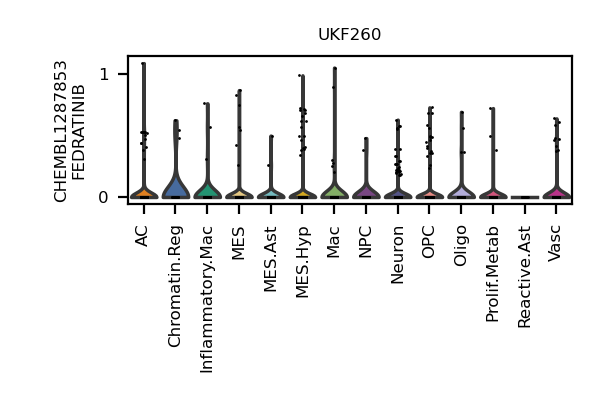 UKF260
CHEMBL1287853
FEDRATINIB
1
0
AC
Chromatin.Reg
Inflammatory.Mac
MES
MES.Ast
MES.Hyp
Mac
NPC
Neuron
OPC
Oligo
Prolif.Metab
Reactive.Ast
Vasc